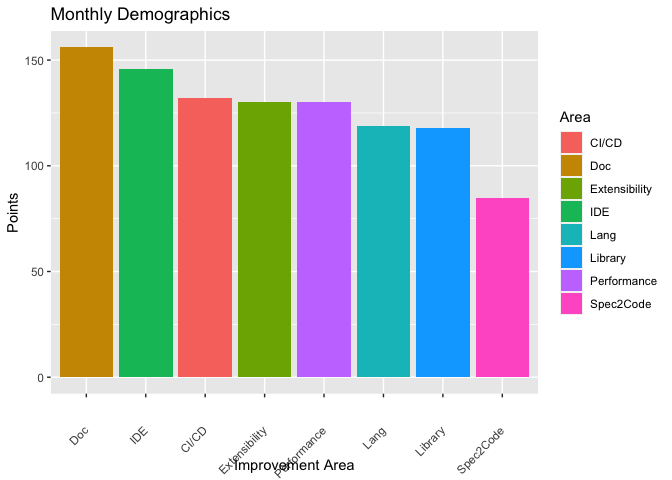 Monthly Demographics
150
100
50
0
Points
Doc
IDE
CI/CD
Extensibility
Performance
Lang
Library
Spec2Code
Improvement Area
Area
CI/CD
Doc
Extensibility
IDE
Lang
Library
Performance
Spec2Code